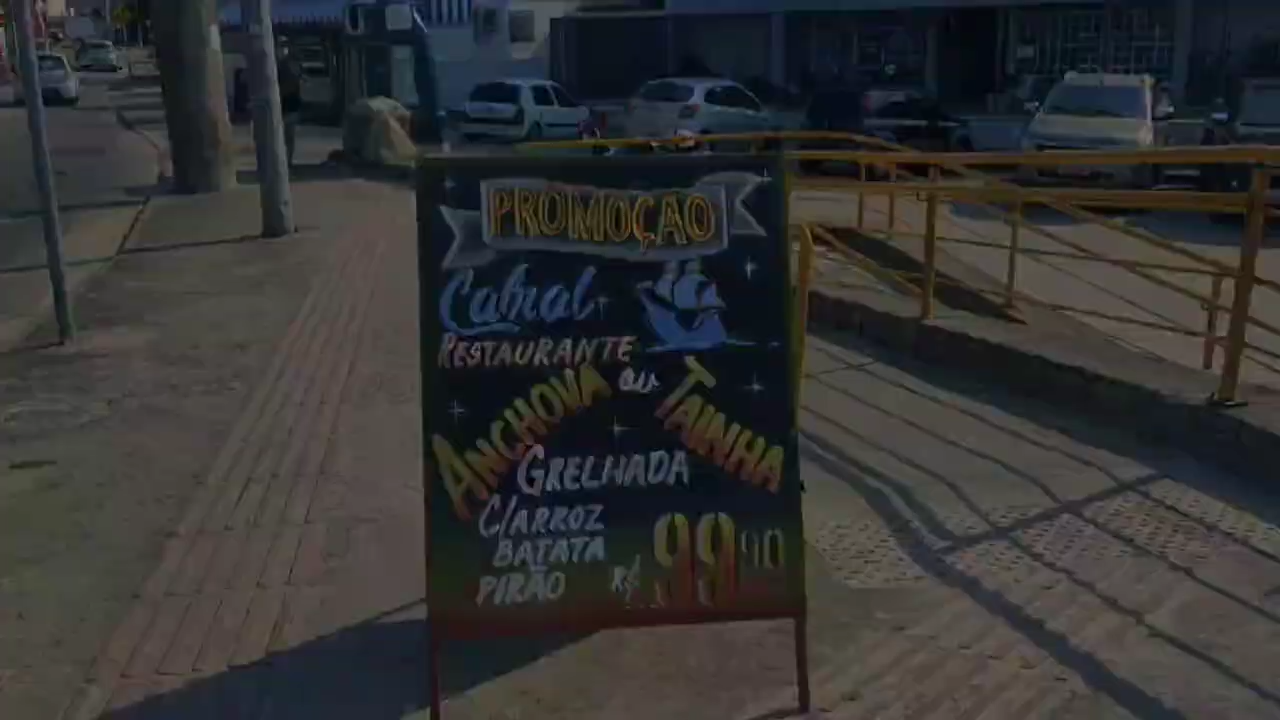 PROMOÇÃO
Cabral
RESTAURANTE
ANCHOVA ou TAINHA
GRELHADA
C/ARROZ
BATATA
PIRÃO
R$ 99,90